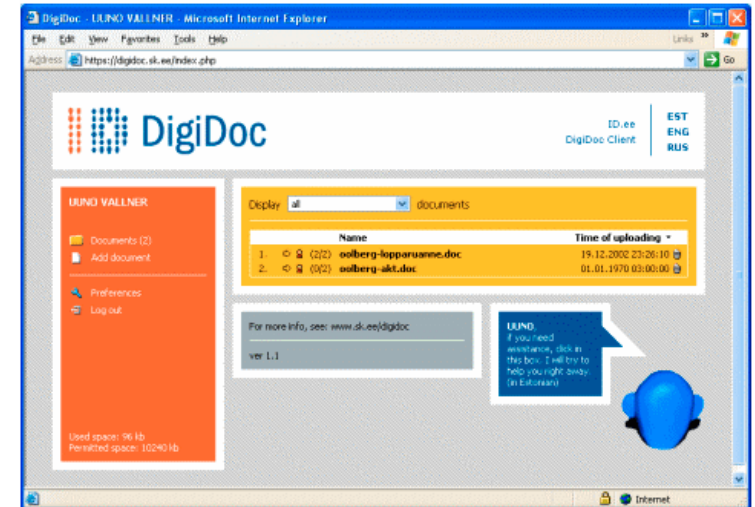 DigiDoc - UUNO VALLNER - Microsoft Internet Explorer
File Edit View Favorites Tools Help Links »
Address https://digidoc.sk.ee/index.php Go
DigiDoc
ID.ee
DigiDoc Client
EST
ENG
RUS
UUNO VALLNER
Documents (2)
Add document
Preferences
Log out
Used space: 96 kb
Permitted space: 10240 kb
Display all documents
Name Time of uploading
1. (2/2) oolberg-lopparuanne.doc 19.12.2002 23:26:10
2. (0/2) oolberg-akt.doc 01.01.1970 03:00:00
For more info, see: www.sk.ee/digidoc
ver 1.1
UUNO,
if you need
assistance, click in
this box. I will try to
help you right away.
(in Estonian)
Internet